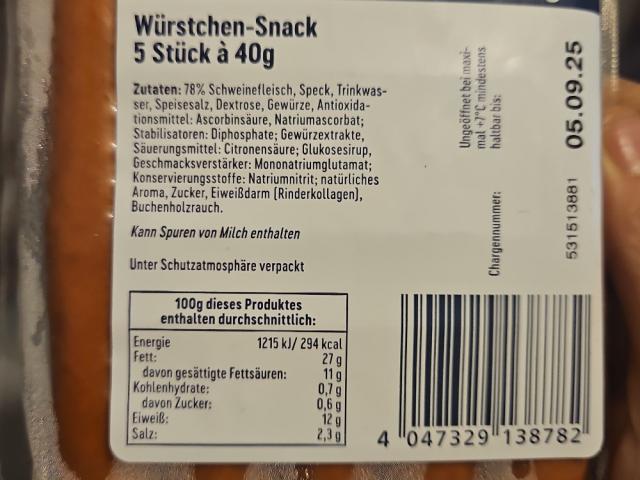 Würstchen-Snack
5 Stück à 40g
Zutaten: 78% Schweinefleisch, Speck, Trinkwas-
ser, Speisesalz, Dextrose, Gewürze, Antioxida-
tionsmittel: Ascorbinsäure, Natriumascorbat;
Stabilisatoren: Diphosphate; Gewürzextrakte,
Säuerungsmittel: Citronensäure; Glukosesirup,
Geschmacksverstärker: Mononatriumglutamat;
Konservierungsstoffe: Natriumnitrit; natürliches
Aroma, Zucker, Eiweißdarm (Rinderkollagen),
Buchenholzrauch.
Kann Spuren von Milch enthalten
Unter Schutzatmosphäre verpackt
100g dieses Produktes
enthalten durchschnittlich:
Energie 1215 kJ/ 294 kcal
Fett: 27 g
davon gesättigte Fettsäuren: 11 g
Kohlenhydrate: 0,7 g
davon Zucker: 0,6 g
Eiweiß: 12 g
Salz: 2,3 g
Ungeöffnet bei maxi-
mal +7°C mindestens
haltbar bis:
05.09.25
Chargennummer:
531513881
4 047329 138782